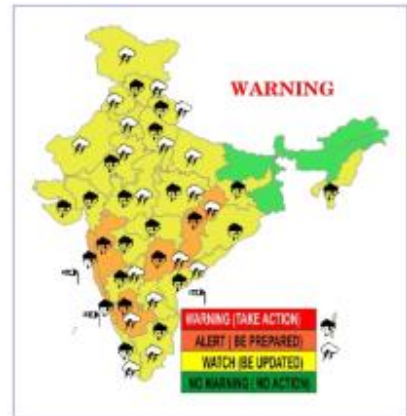 WARNING
WARNING (TAKE ACTION)
ALERT ( BE PREPARED)
WATCH (BE UPDATED)
NO WARNING ( NO ACTION)